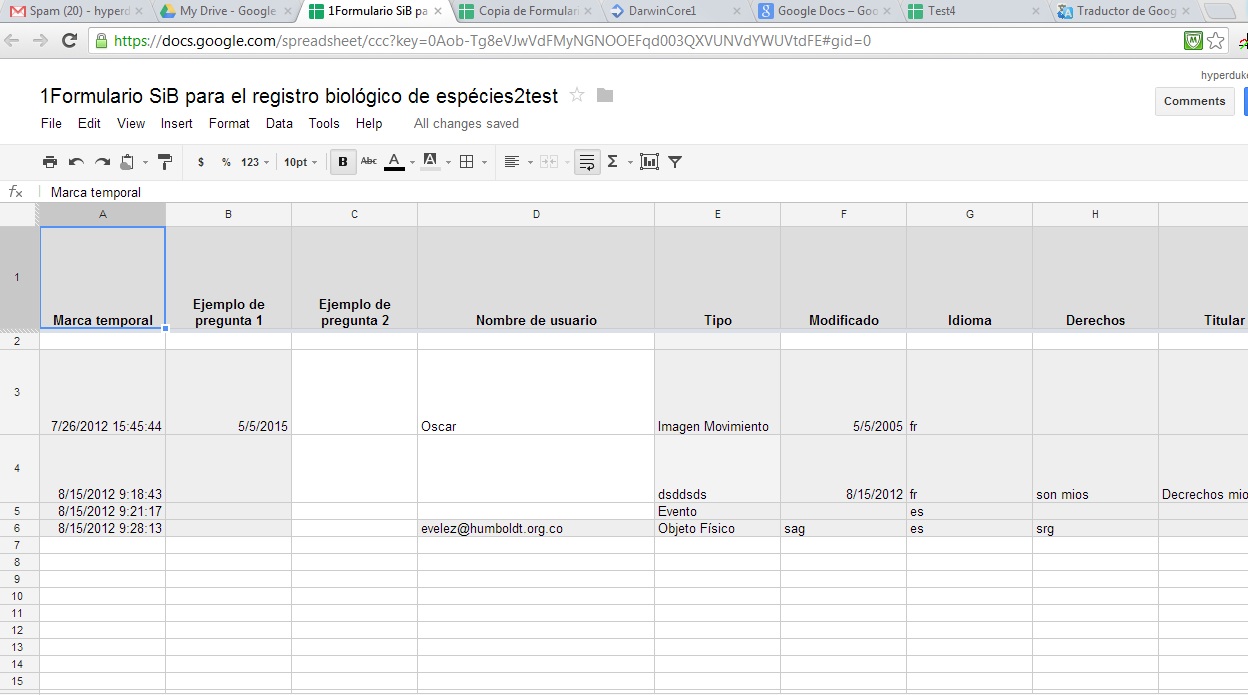 Spam (20) - hyperd
My Drive - Google
1Formulario SiB pa
Copia de Formular
DarwinCore1
Google Docs – Goo
Test4
Traductor de Goog
https://docs.google.com/spreadsheet/ccc?key=0Aob-Tg8eVJwVdFMyNGNOOEFqd003QXVUNVdYWUVtdFE#gid=0
hyperduk
1Formulario SiB para el registro biológico de espécies2test
Comments
File Edit View Insert Format Data Tools Help All changes saved
$ % 123 10pt B Abc A A Σ
fx Marca temporal
A B C D E F G H
1 Marca temporal Ejemplo de pregunta 1 Ejemplo de pregunta 2 Nombre de usuario Tipo Modificado Idioma Derechos Titular
2
3 7/26/2012 15:45:44 5/5/2015 Oscar Imagen Movimiento 5/5/2005 fr
4 8/15/2012 9:18:43 dsddsds 8/15/2012 fr son mios Decrechos mio
5 8/15/2012 9:21:17 Evento es
6 8/15/2012 9:28:13 evelez@humboldt.org.co Objeto Físico sag es srg
7
8
9
10
11
12
13
14
15